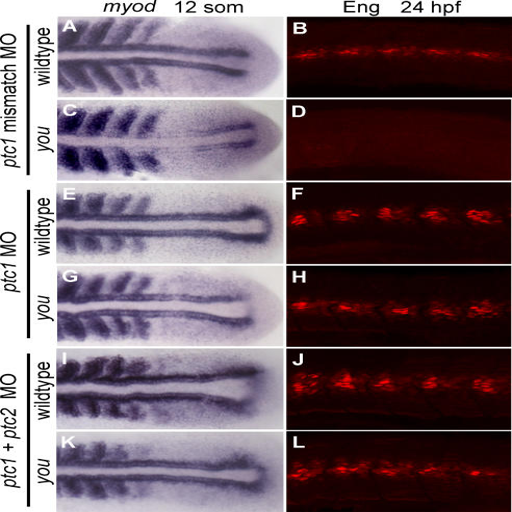 myod 12 som Eng 24 hpf
ptc1 mismatch MO
wildtype
A B
you
C D
ptc1 MO
wildtype
E F
you
G H
ptc1 + ptc2 MO
wildtype
I J
you
K L